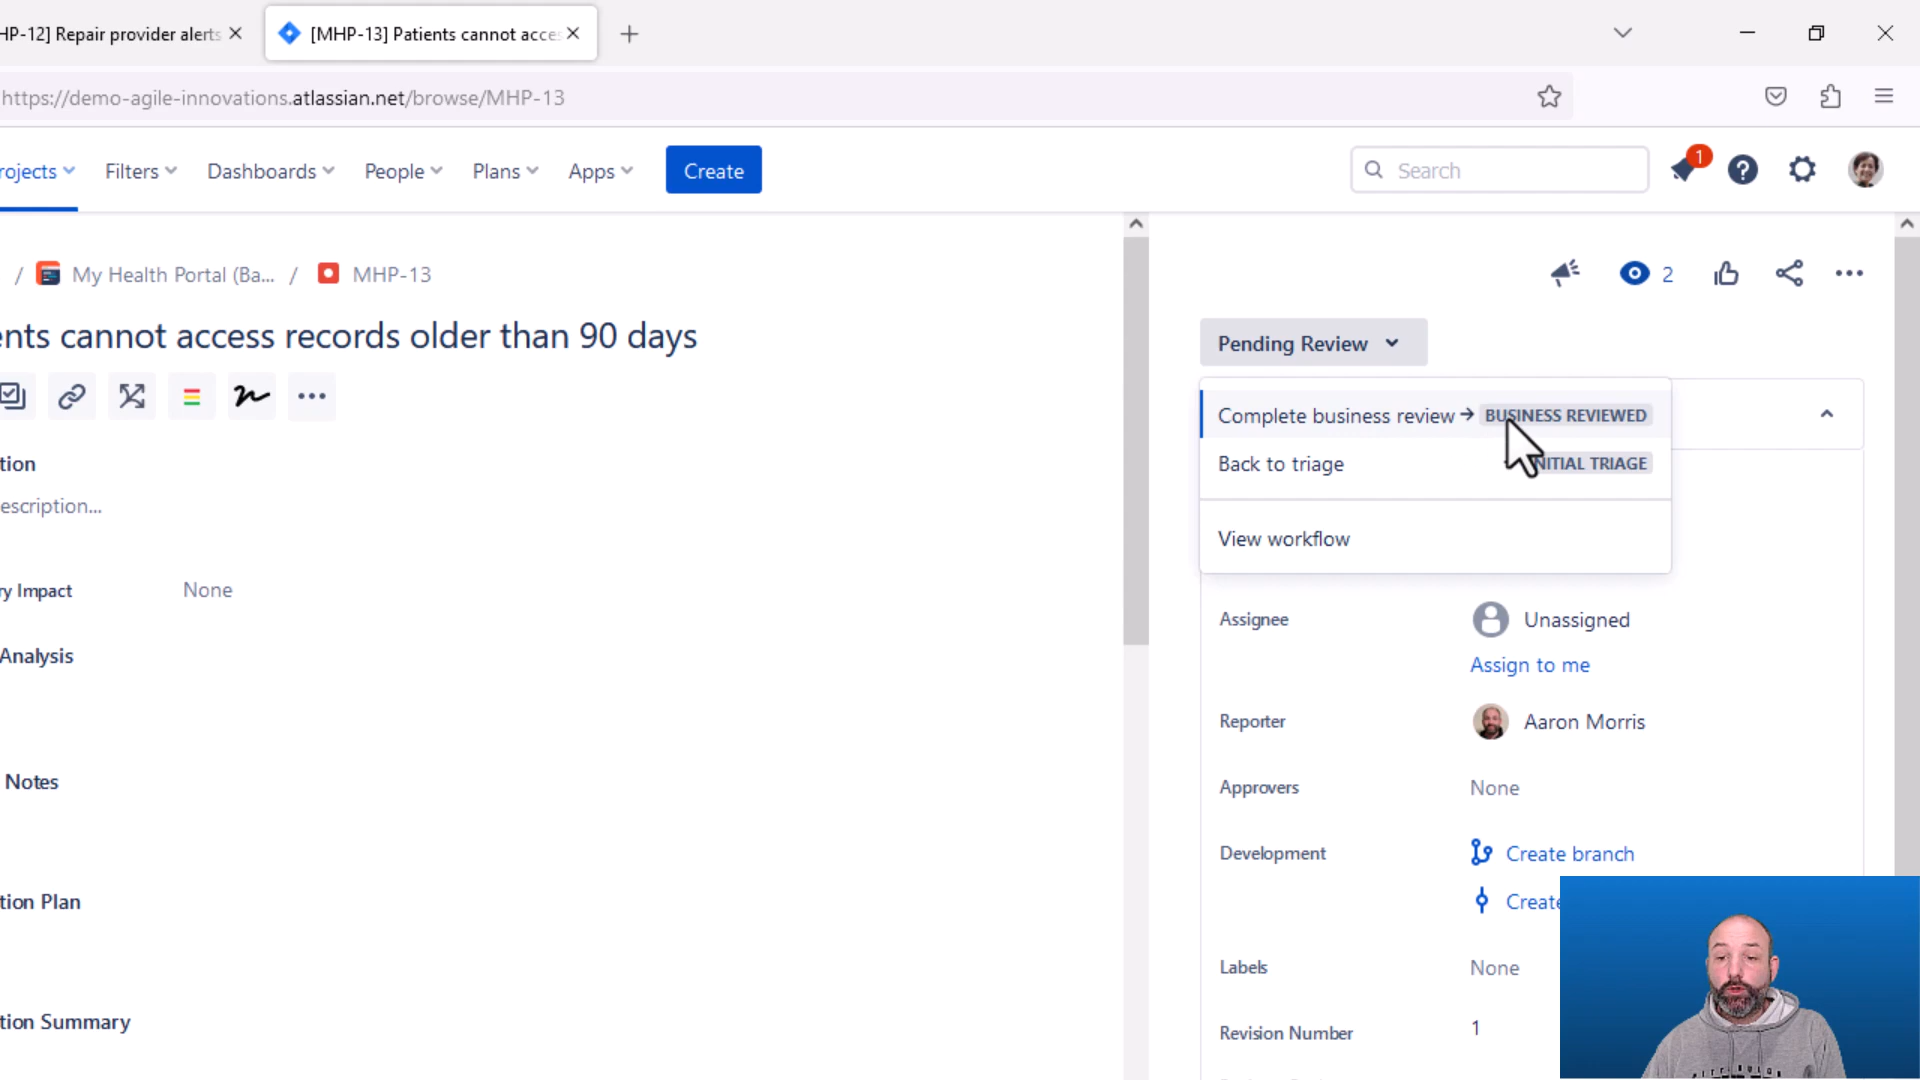 HP-12] Repair provider alerts
[MHP-13] Patients cannot acce
https://demo-agile-innovations.atlassian.net/browse/MHP-13
rojects
Filters
Dashboards
People
Plans
Apps
Create
Search
1
/ My Health Portal (Ba... / MHP-13
2
ents cannot access records older than 90 days
Pending Review
Complete business review → BUSINESS REVIEWED
Back to triage NITIAL TRIAGE
View workflow
tion
escription...
ry Impact None
Analysis
Notes
tion Plan
tion Summary
Assignee Unassigned
Assign to me
Reporter Aaron Morris
Approvers None
Development Create branch
Create
Labels None
Revision Number 1